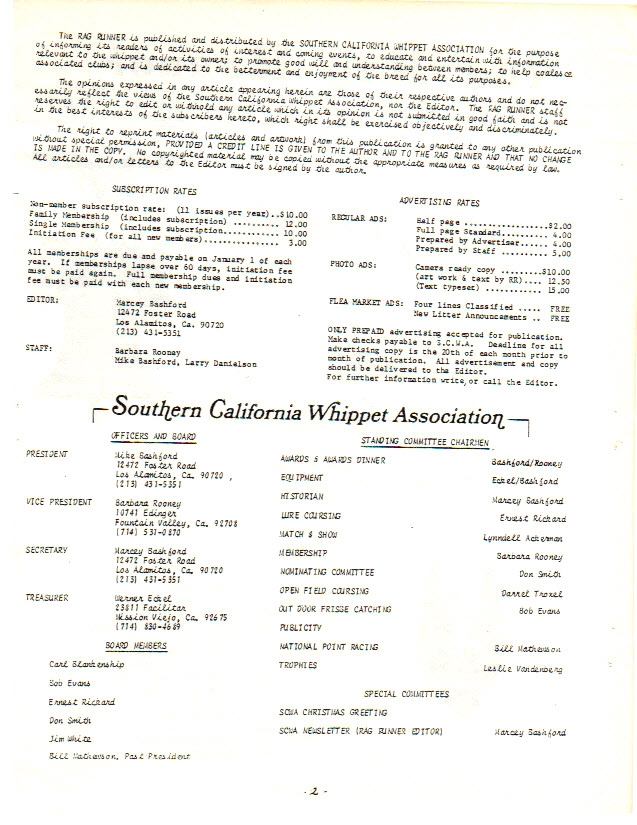 The RAG RUNNER is published and distributed by the SOUTHERN CALIFORNIA WHIPPET ASSOCIATION for the purpose
of informing its readers of activities of interest and coming events, to educate and entertain with information
relevant to the whippet and/or its owner; to promote good will and understanding between members; to help coalesce
associated clubs; and is dedicated to the betterment and enjoyment of the breed for all its purposes.
The opinions expressed in any article appearing herein are those of their respective authors and do not nec-
essarily reflect the views of the Southern California Whippet Association, nor the Editor. The RAG RUNNER staff
reserves the right to edit or withold any article which in its opinion is not submitted in good faith and is not
in the best interests of the subscribers hereto, which right shall be exercised objectively and discriminately.
The right to reprint materials (articles and artwork) from this publication is granted to any other publication
without special permission, PROVIDED A CREDIT LINE IS GIVEN TO THE AUTHOR AND TO THE RAG RUNNER AND THAT NO CHANGE
IS MADE IN THE COPY. No copyrighted material may be copied without the appropriate measures as required by law.
All articles and/or letters to the Editor must be signed by the author.
SUBSCRIPTION RATES
Non-member subscription rate: (11 issues per year)..$10.00
Family Membership (includes subscription) .......... 12.00
Single Membership (includes subscription........... 10.00
Initiation Fee (for all new members)............... 3.00
All memberships are due and payable on January 1 of each
year. If memberships lapse over 60 days, initiation fee
must be paid again. Full membership dues and initiation
fee must be paid with each new membership.
EDITOR: Marcey Bashford
12472 Foster Road
Los Alamitos, Ca. 90720
(213) 431-5351
STAFF: Barbara Rooney
Mike Bashford, Larry Danielson
ADVERTISING RATES
REGULAR ADS: Half page .................$2.00
Full page Standard.......... 4.00
Prepared by Advertiser..... 4.00
Prepared by Staff .......... 5.00
PHOTO ADS: Camera ready copy ........$10.00
(art work & text by RR).... 12.50
(Text typeset) ............ 15.00
FLEA MARKET ADS: Four lines Classified ..... FREE
New Litter Announcements .. FREE
ONLY PREPAID advertising accepted for publication.
Make checks payable to S.C.W.A. Deadline for all
advertising copy is the 20th of each month prior to
month of publication. All advertisement and copy
should be delivered to the Editor.
For further information write, or call the Editor.
Southern California Whippet Association
OFFICERS AND BOARD
PRESIDENT Mike Bashford
12472 Foster Road
Los Alamitos, Ca. 90720 ,
(213) 431-5351
VICE PRESIDENT Barbara Rooney
10741 Edinger
Fountain Valley, Ca. 92708
(714) 531-0870
SECRETARY Marcey Bashford
12472 Foster Road
Los Alamitos, Ca. 90720
(213) 431-5351
TREASURER Werner Eckel
23811 Facilitar
Mission Viejo, Ca. 92675
(714) 830-4689
BOARD MEMBERS
Carl Blankenship
Bob Evans
Ernest Rickard
Don Smith
Jim White
Bill Mathewson, Past President
STANDING COMMITTEE CHAIRMEN
AWARDS & AWARDS DINNER Bashford/Rooney
EQUIPMENT Eckel/Bashford
HISTORIAN Marcey Bashford
LURE COURSING Ernest Rickard
MATCH & SHOW Lynndell Ackerman
MEMBERSHIP Barbara Rooney
NOMINATING COMMITTEE Don Smith
OPEN FIELD COURSING Darrel Troxel
OUT DOOR FRISBE CATCHING Bob Evans
PUBLICITY
NATIONAL POINT RACING Bill Mathewson
TROPHIES Leslie Vandenberg
SPECIAL COMMITTEES
SCWA CHRISTMAS GREETING
SCWA NEWSLETTER (RAG RUNNER EDITOR) Marcey Bashford
- 2 -